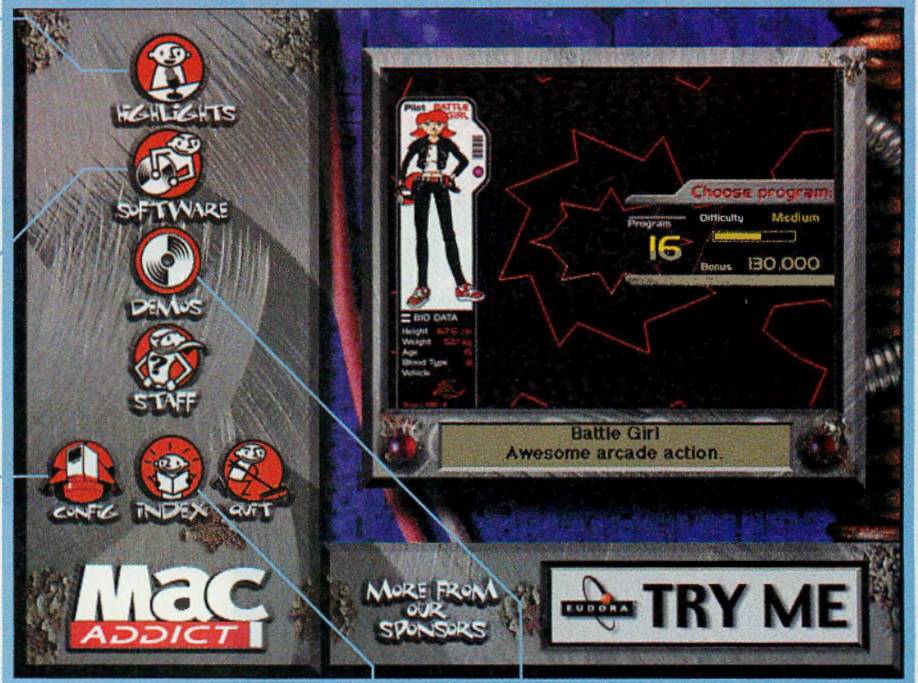 HIGHLIGHTS
SOFTWARE
DEMOS
STAFF
CONFIG
INDEX
QUIT
Mac
ADDICT
Pilot BATTLE
GIRL
BIO DATA
Height
Weight
Age
Blood Type
Vehicle
Choose program:
Program
16
Difficulty Medium
Bonus 130,000
Battle Girl
Awesome arcade action.
MORE FROM
OUR
SPONSORS
EUDORA
TRY ME